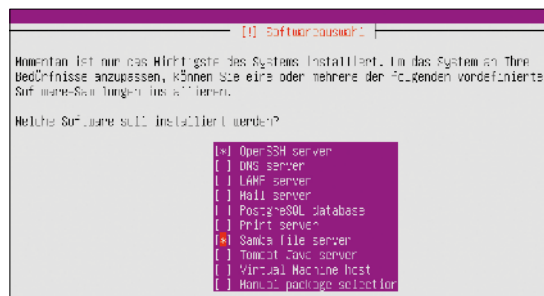 [!] Softwareauswahl
Momentan ist nur das Wichtigste des Systems installiert. Um das System an Ihre
Bedürfnisse anzupassen, können Sie eine oder mehrere der folgenden vordefinierten
Software-Sammlungen installieren.
Welche Software soll installiert werden?
[*] OpenSSH server
[ ] DNS server
[ ] LAMP server
[ ] Mail server
[ ] PostgreSQL database
[ ] Print server
[*] Samba file server
[ ] Tomcat Java server
[ ] Virtual Machine host
[ ] Manual package selection